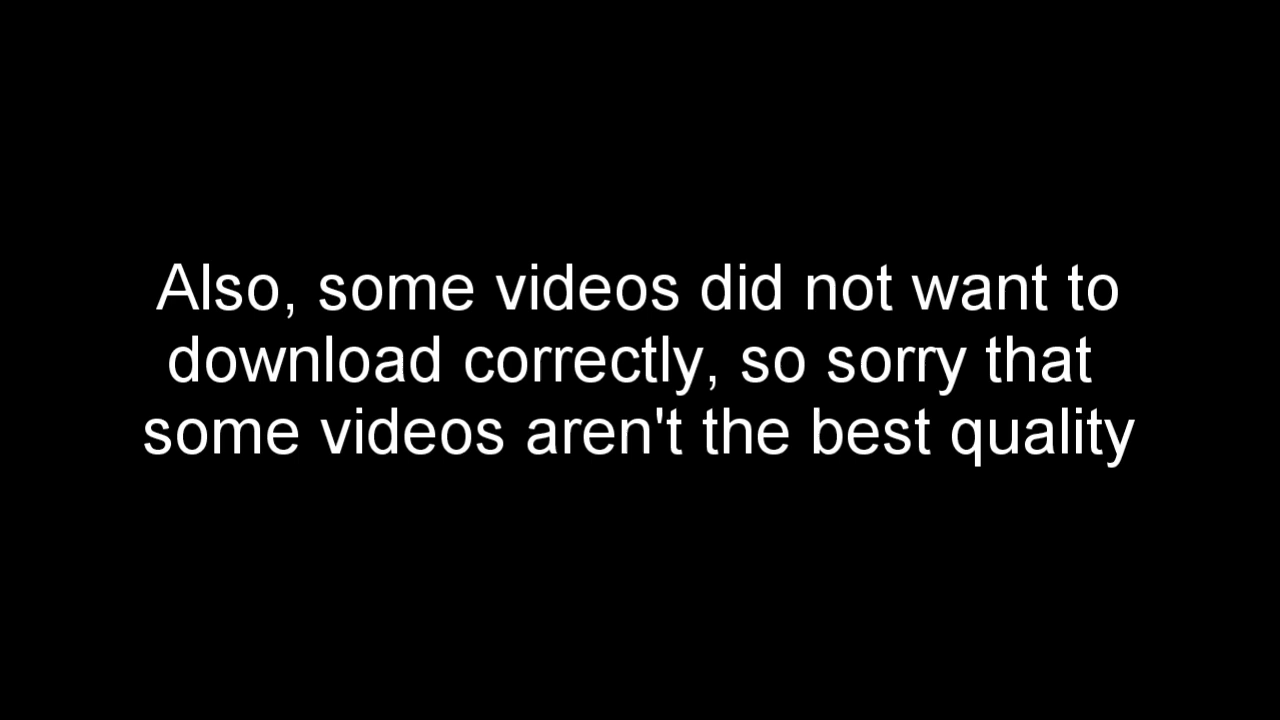 Also, some videos did not want to
download correctly, so sorry that
some videos aren't the best quality